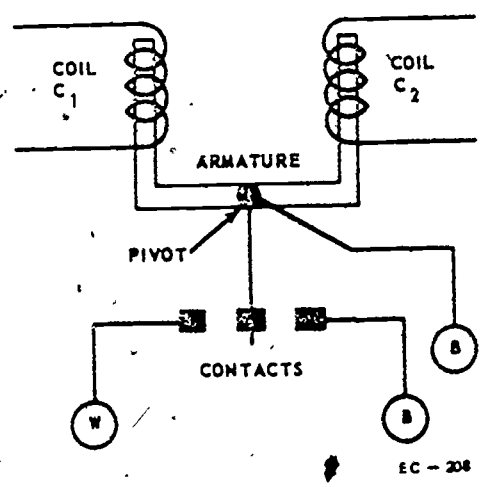 COIL
C1
COIL
C2
ARMATURE
PIVOT
CONTACTS
W
B
B
EC - 208